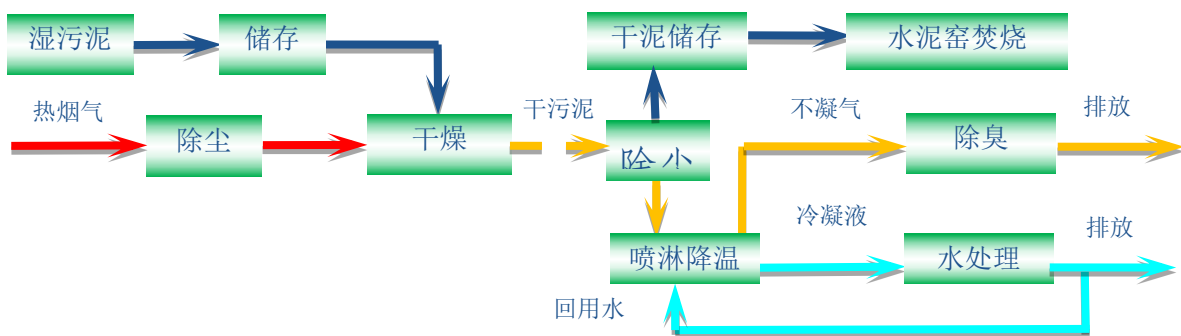 湿污泥
储存
干泥储存
水泥窑焚烧
热烟气
除尘
干燥
干污泥
不凝气
除臭
排放
喷淋降温
冷凝液
水处理
排放
回用水